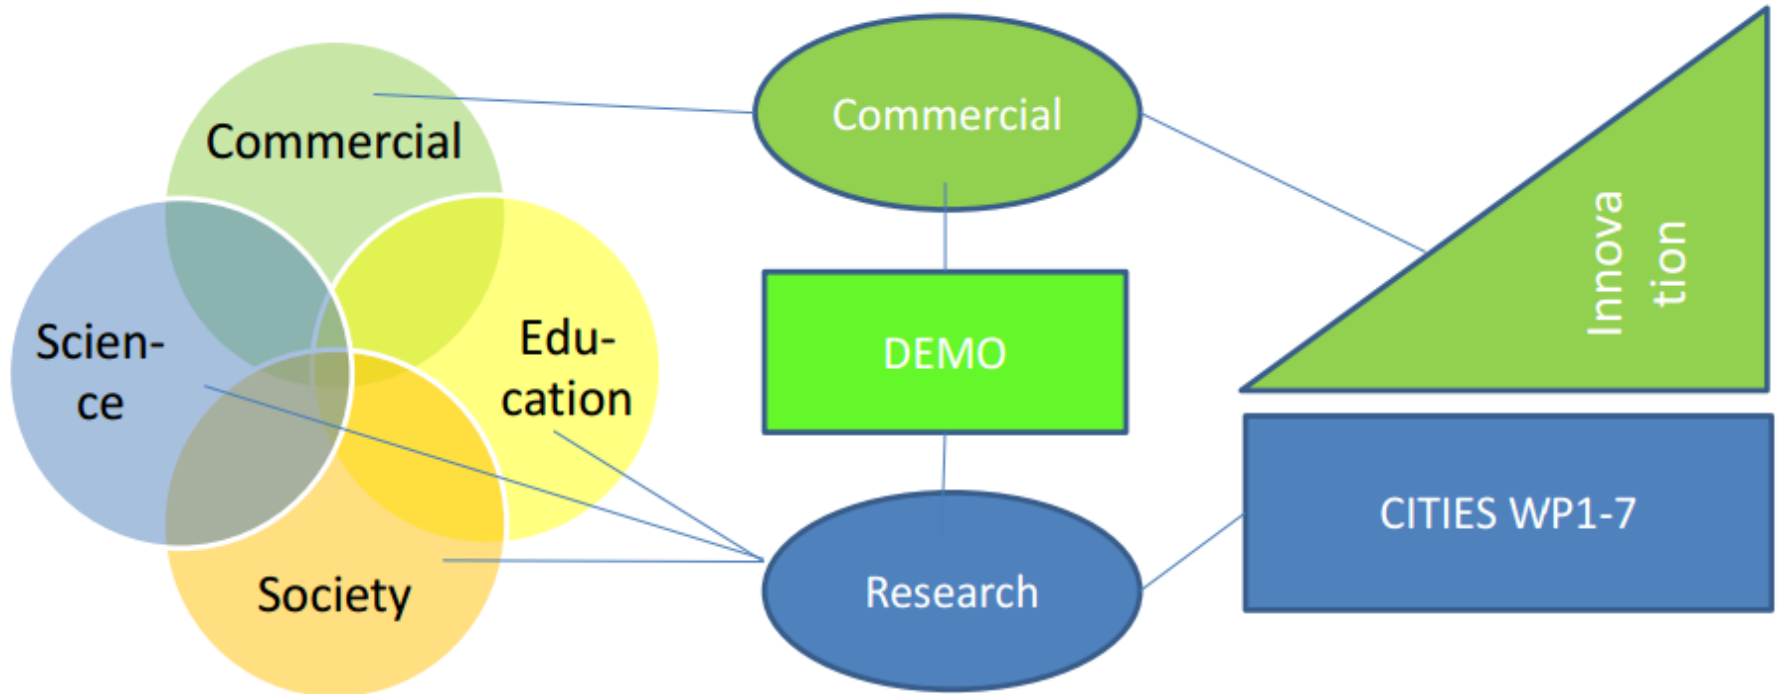 Commercial
Scien-
ce
Edu-
cation
Society
Commercial
DEMO
Research
Innova
tion
CITIES WP1-7